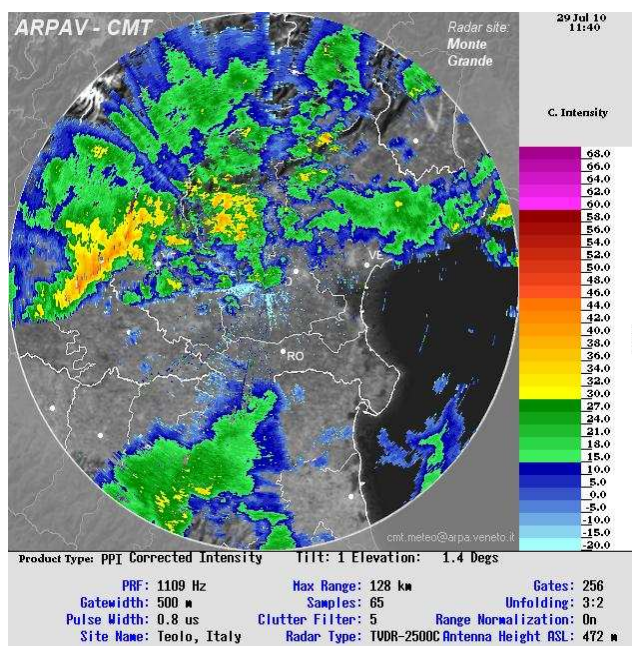 ARPAV - CMT
Radar site:
Monte
Grande
29 Jul 10
11:40
C. Intensity
68.0
66.0
64.0
62.0
60.0
58.0
56.0
54.0
52.0
50.0
48.0
46.0
44.0
42.0
40.0
38.0
36.0
34.0
32.0
30.0
27.0
24.0
21.0
18.0
15.0
10.0
5.0
0.0
-5.0
-10.0
-15.0
-20.0
VE
RO
cmt.meteo@arpa.veneto.it
Product Type: PPI Corrected Intensity Tilt: 1 Elevation: 1.4 Degs
PRF: 1109 Hz Max Range: 128 km Gates: 256
Gatewidth: 500 m Samples: 65 Unfolding: 3:2
Pulse Width: 0.8 us Clutter Filter: 5 Range Normalization: On
Site Name: Teolo, Italy Radar Type: TVDR-2500C Antenna Height ASL: 472 m